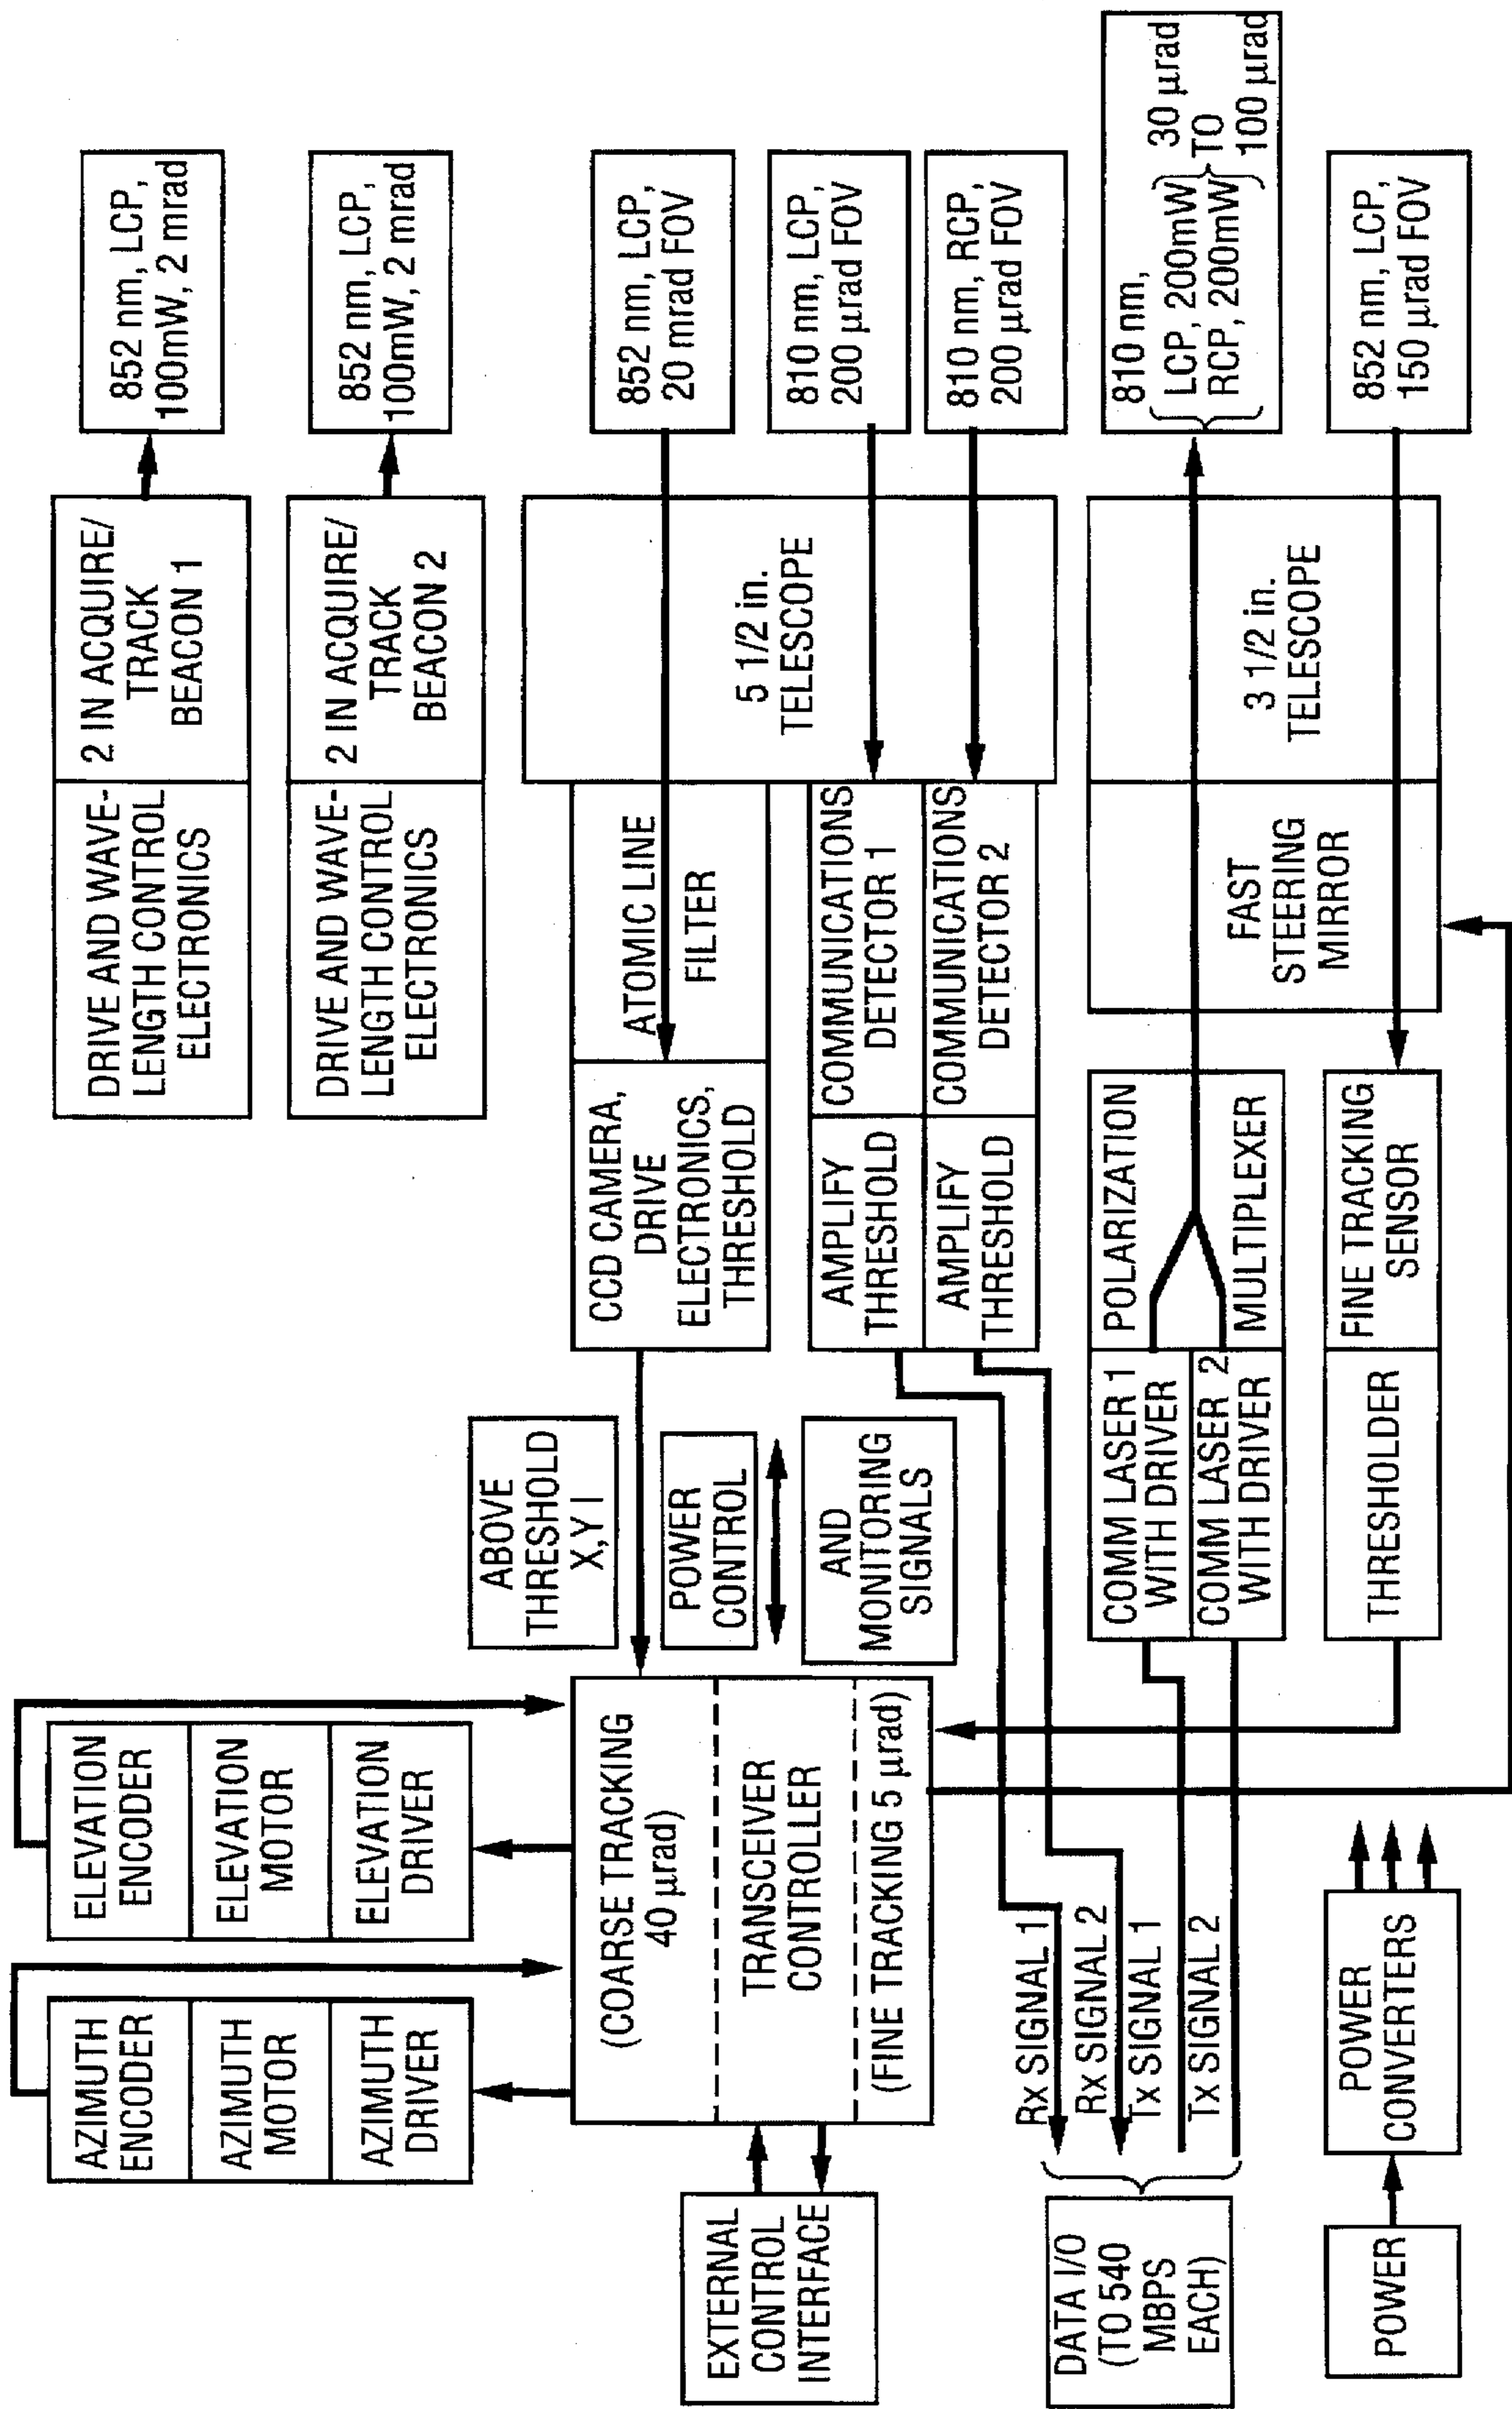 AZIMUTH
ENCODER
AZIMUTH
MOTOR
AZIMUTH
DRIVER
ELEVATION
ENCODER
ELEVATION
MOTOR
ELEVATION
DRIVER
DRIVE AND WAVE-
LENGTH CONTROL
ELECTRONICS
2 IN ACQUIRE/
TRACK
BEACON 1
852 nm, LCP,
100mW, 2 mrad
DRIVE AND WAVE-
LENGTH CONTROL
ELECTRONICS
2 IN ACQUIRE/
TRACK
BEACON 2
852 nm, LCP,
100mW, 2 mrad
EXTERNAL
CONTROL
INTERFACE
(COARSE TRACKING
40 μrad)
TRANSCEIVER
CONTROLLER
(FINE TRACKING 5 μrad)
ABOVE
THRESHOLD
X,Y I
POWER
CONTROL
AND
MONITORING
SIGNALS
CCD CAMERA,
DRIVE
ELECTRONICS,
THRESHOLD
ATOMIC LINE
FILTER
5 1/2 in.
TELESCOPE
852 nm, LCP,
20 mrad FOV
AMPLIFY
THRESHOLD
COMMUNICATIONS
DETECTOR 1
810 nm, LCP,
200 μrad FOV
AMPLIFY
THRESHOLD
COMMUNICATIONS
DETECTOR 2
810 nm, RCP,
200 μrad FOV
DATA I/O
(TO 540
MBPS
EACH)
Rx SIGNAL 1
Rx SIGNAL 2
Tx SIGNAL 1
Tx SIGNAL 2
COMM LASER 1
WITH DRIVER
COMM LASER 2
WITH DRIVER
POLARIZATION
MULTIPLEXER
FAST
STEERING
MIRROR
3 1/2 in.
TELESCOPE
810 nm,
LCP, 200mW
RCP, 200mW
30 μrad
TO
100 μrad
POWER
POWER
CONVERTERS
THRESHOLDER
FINE TRACKING
SENSOR
852 nm, LCP,
150 μrad FOV